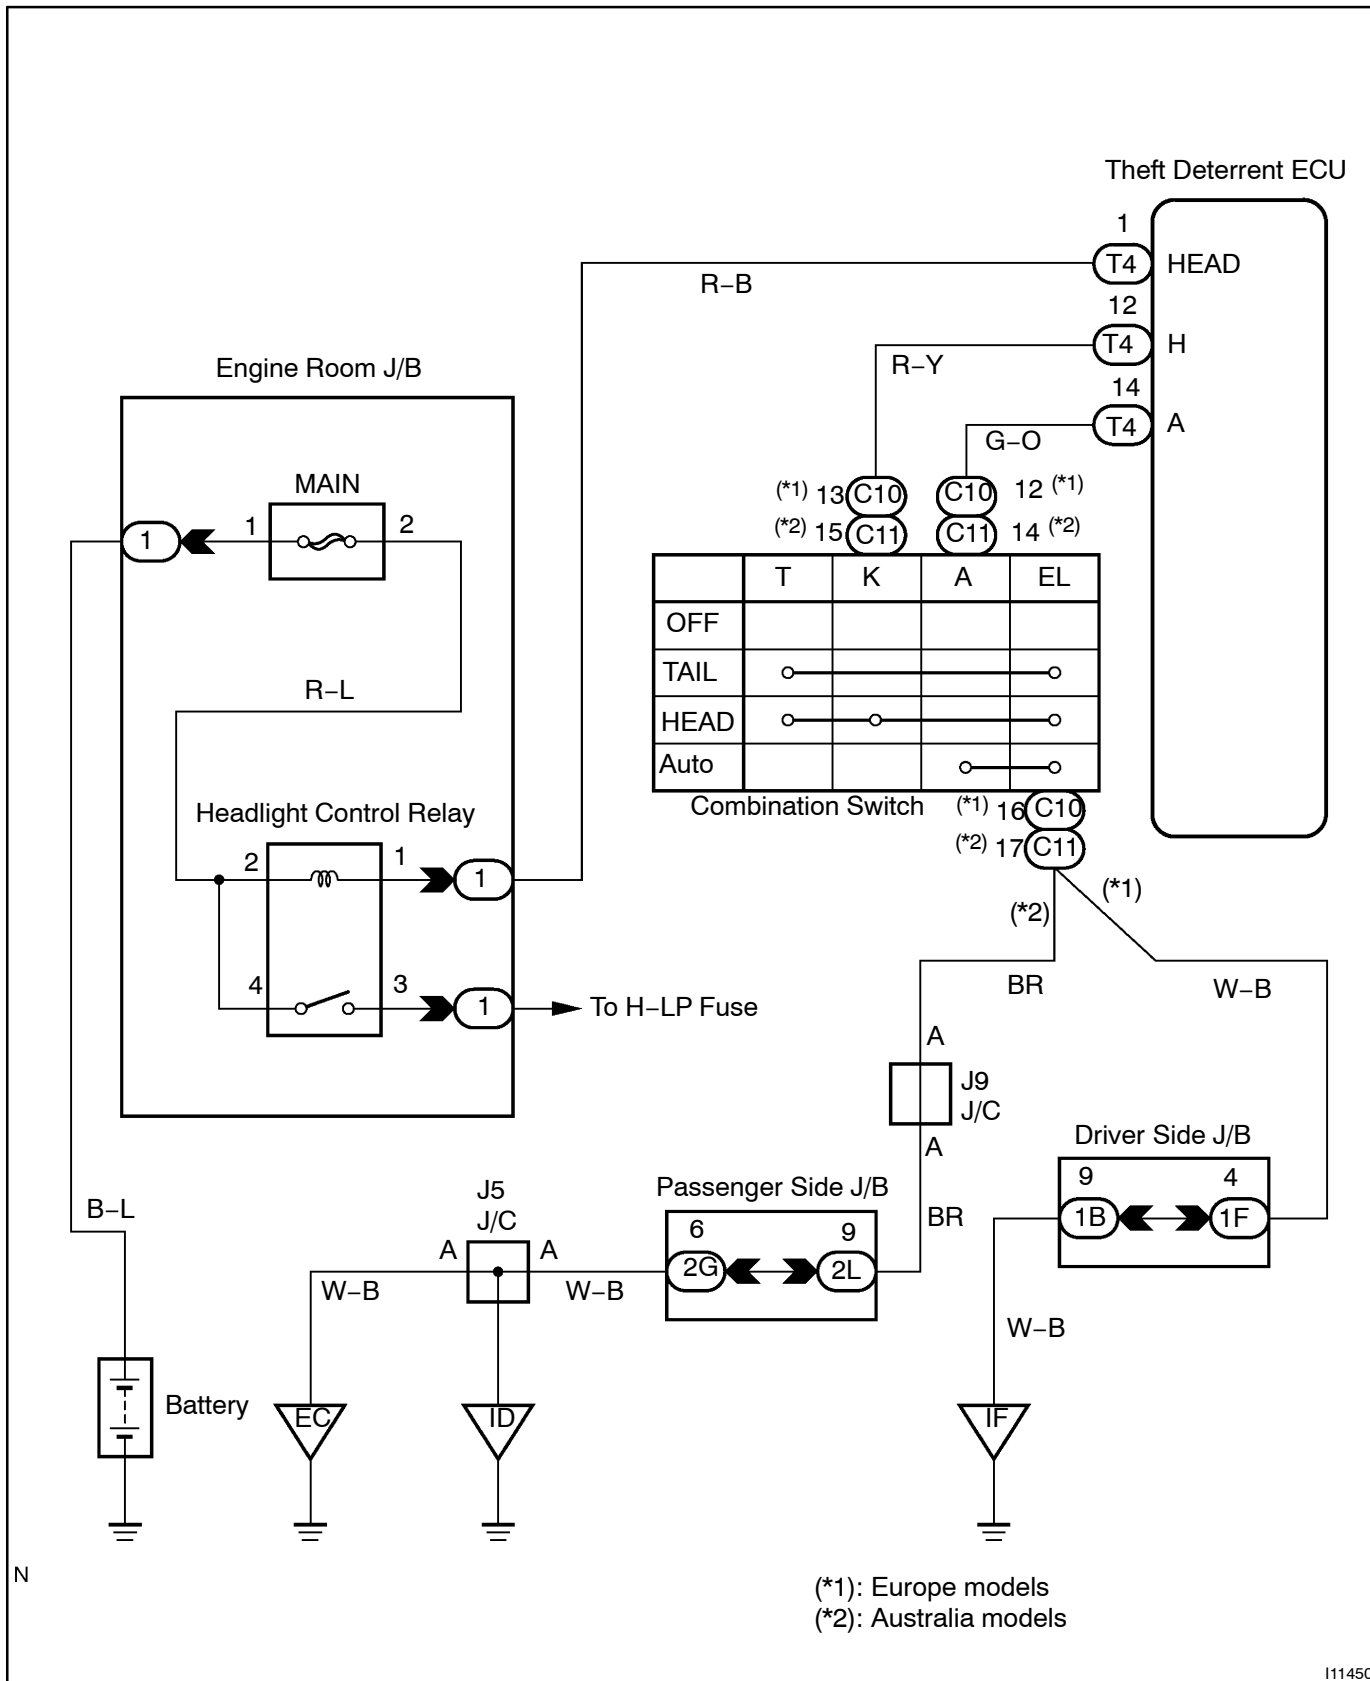 Theft Deterrent ECU
1
T4 HEAD
R–B
12
T4 H
R–Y
14
T4 A
G–O
Engine Room J/B
MAIN
1 1 2
(*1) 13 C10 C10 12 (*1)
(*2) 15 C11 C11 14 (*2)
T K A EL
OFF
TAIL
HEAD
Auto
Combination Switch
(*1) 16 C10
(*2) 17 C11
R–L
Headlight Control Relay
2 1 1
4 3 1 To H–LP Fuse
(*2) (*1)
BR W–B
A
J9
J/C
A
Driver Side J/B
9 4
1B 1F
Passenger Side J/B
6 9
2G 2L
BR
J5
J/C
A A
W–B W–B
B–L
W–B
Battery
EC ID IF
N
(*1): Europe models
(*2): Australia models
I11450